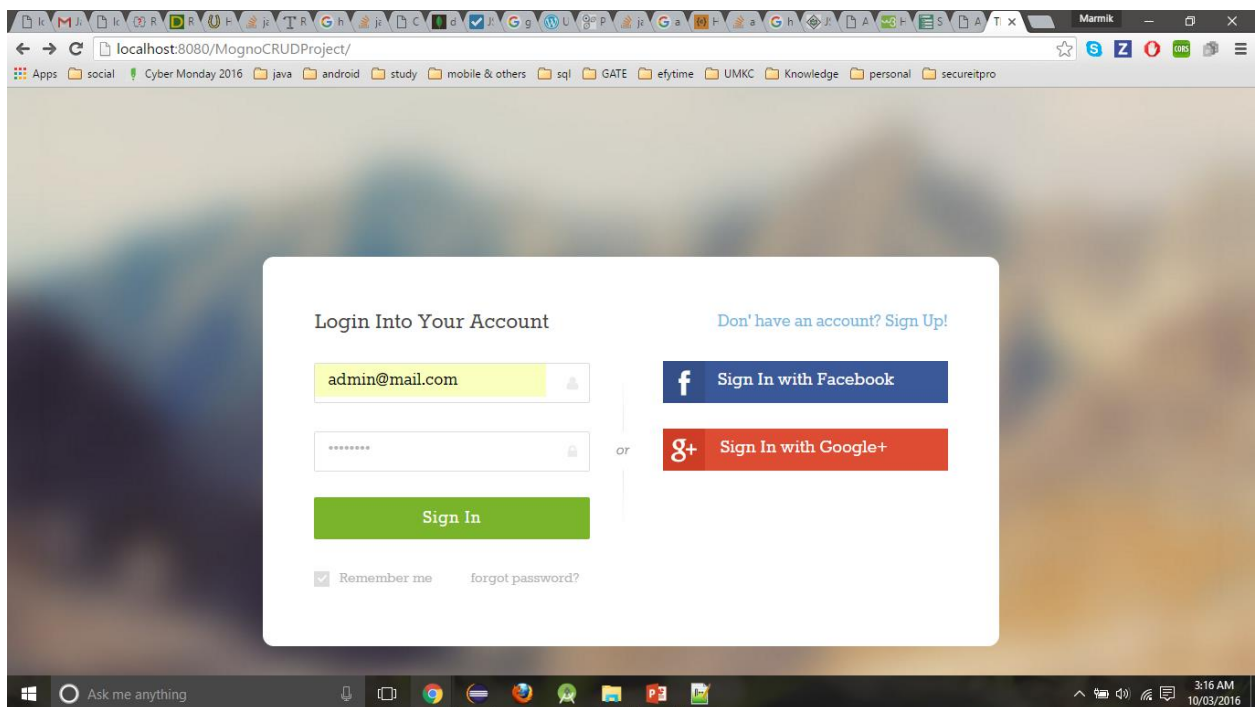 Marmik
localhost:8080/MognoCRUDProject/
CORS
Apps social Cyber Monday 2016 java android study mobile & others sql GATE efytime UMKC Knowledge personal secureitpro
Login Into Your Account
Don' have an account? Sign Up!
admin@mail.com
f Sign In with Facebook
********
or
g+ Sign In with Google+
Sign In
Remember me forgot password?
Ask me anything
3:16 AM
10/03/2016